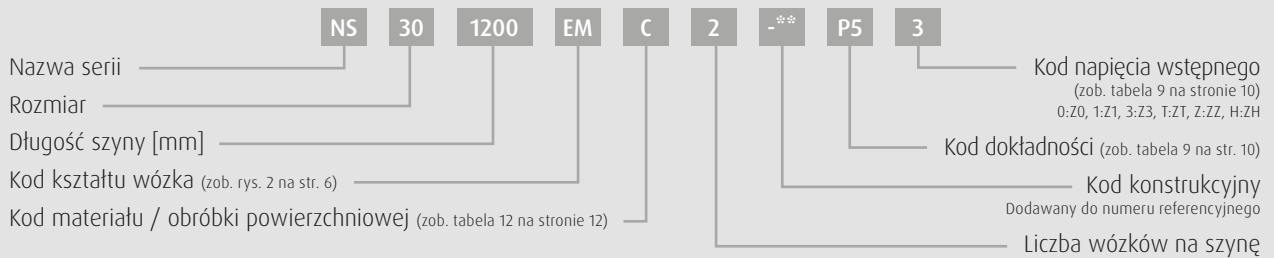 NS 30 1200 EM C 2 -** P5 3
Nazwa serii
Rozmiar
Długość szyny [mm]
Kod kształtu wózka (zob. rys. 2 na str. 6)
Kod materiału / obróbki powierzchniowej (zob. tabela 12 na stronie 12)
Kod napięcia wstępnego
(zob. tabela 9 na stronie 10)
0:Z0, 1:Z1, 3:Z3, T:ZT, Z:ZZ, H:ZH
Kod dokładności (zob. tabela 9 na str. 10)
Kod konstrukcyjny
Dodawany do numeru referencyjnego
Liczba wózków na szynę